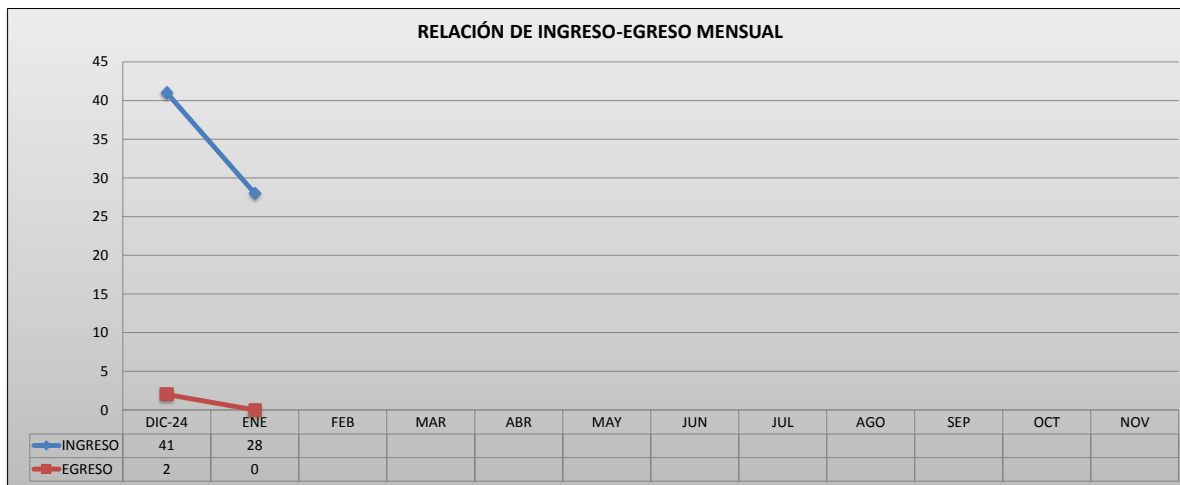 RELACIÓN DE INGRESO-EGRESO MENSUAL
45
40
35
30
25
20
15
10
5
0
DIC-24 ENE FEB MAR ABR MAY JUN JUL AGO SEP OCT NOV
INGRESO 41 28
EGRESO 2 0